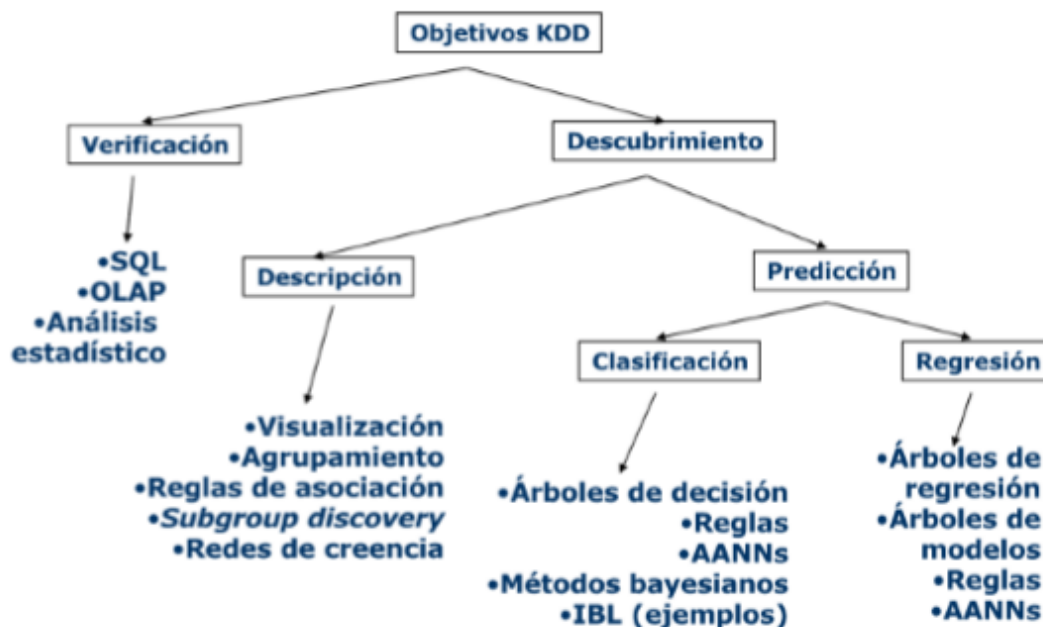 Objetivos KDD
Verificación
Descubrimiento
•SQL
•OLAP
•Análisis
estadístico
Descripción
Predicción
Clasificación
Regresión
•Visualización
•Agrupamiento
•Reglas de asociación
•Subgroup discovery
•Redes de creencia
•Árboles de decisión
•Reglas
•AANNs
•Métodos bayesianos
•IBL (ejemplos)
•Árboles de
regresión
•Árboles de
modelos
•Reglas
•AANNs